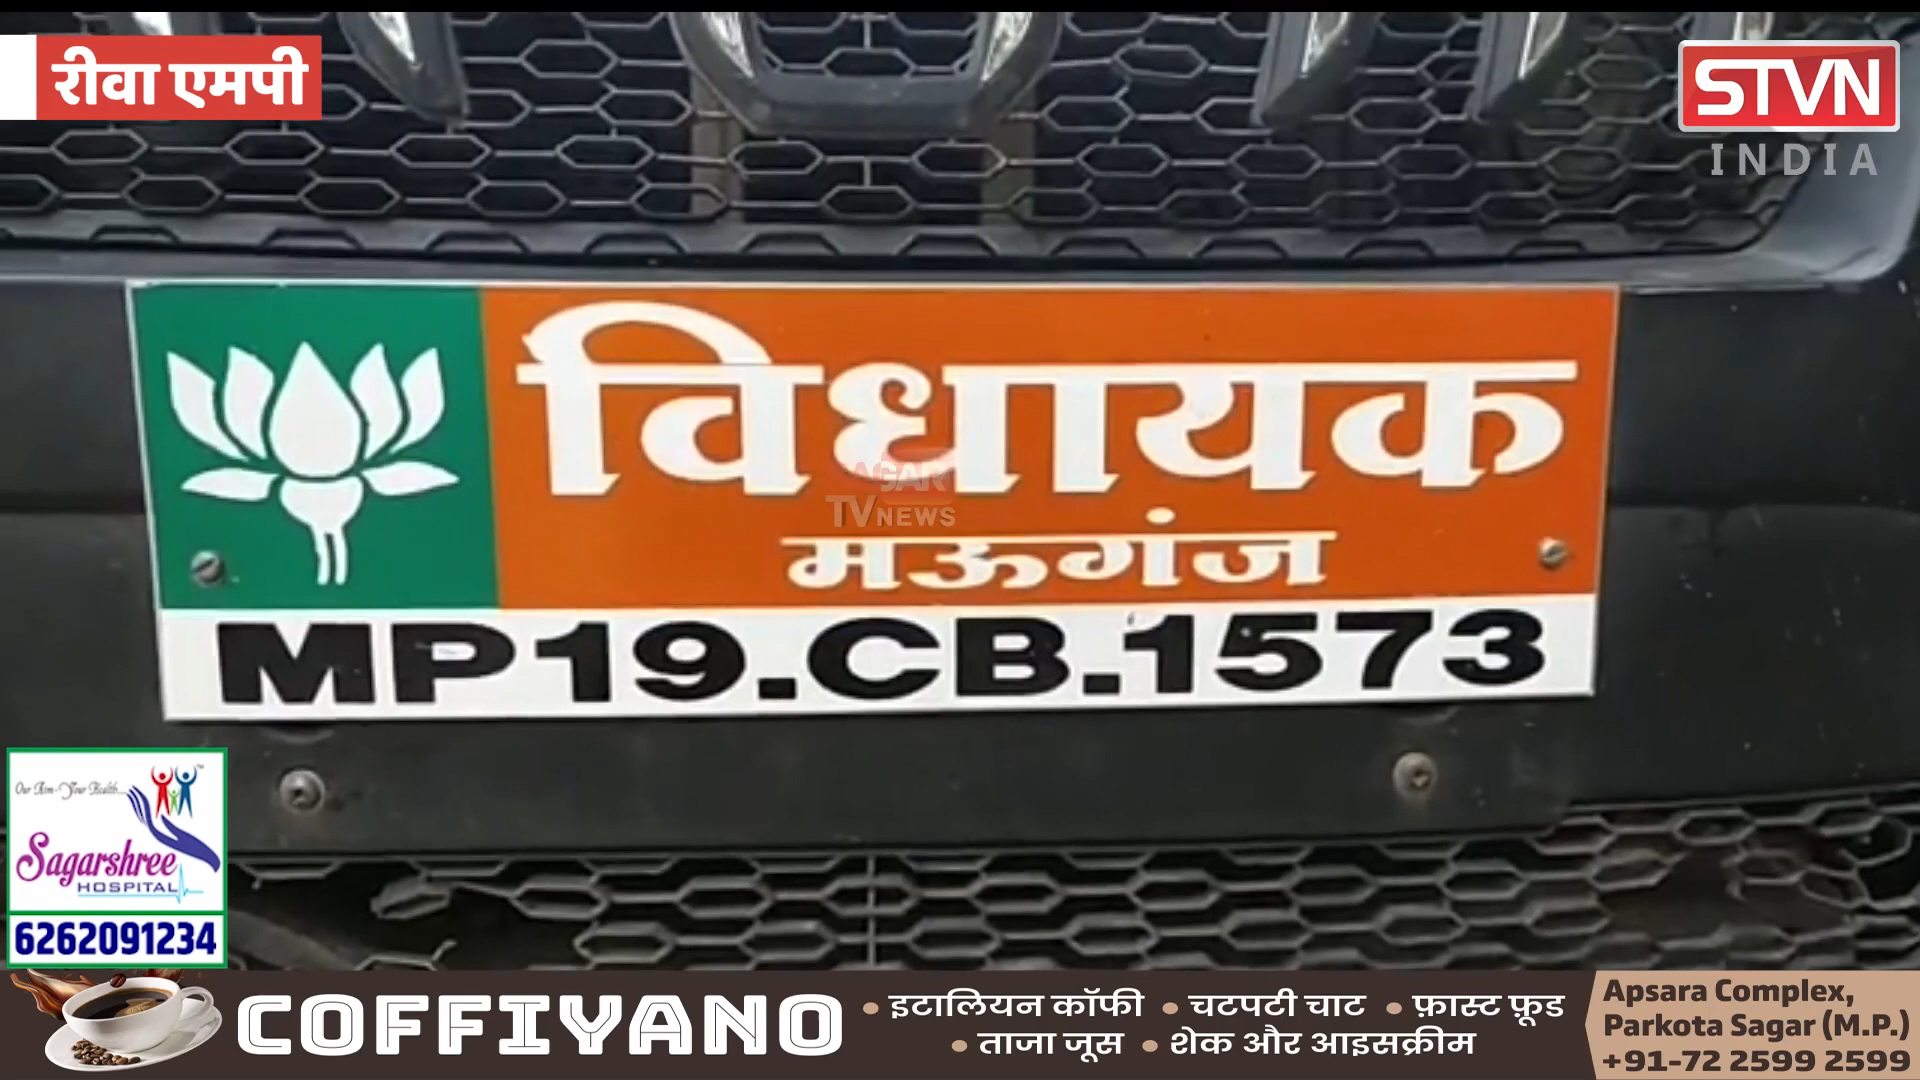 रीवा एमपी
STVN
INDIA
विधायक
AGAR
TV NEWS
मऊगंज
MP19.CB.1573
Our Aim-Your Health...
Sagarshree
HOSPITAL
6262091234
COFFIYANO
• इटालियन कॉफी • चटपटी चाट • फ़ास्ट फ़ूड
• ताजा जूस • शेक और आइसक्रीम
Apsara Complex,
Parkota Sagar (M.P.)
+91-72 2599 2599